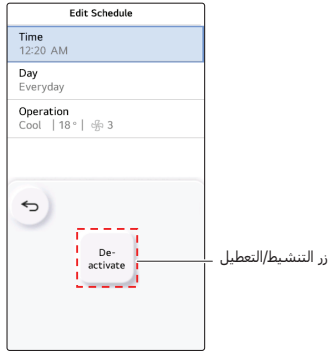 Edit Schedule
Time
12:20 AM
Day
Everyday
Operation
Cool | 18° | 3
De-
activate
زر التنشيط/التعطيل